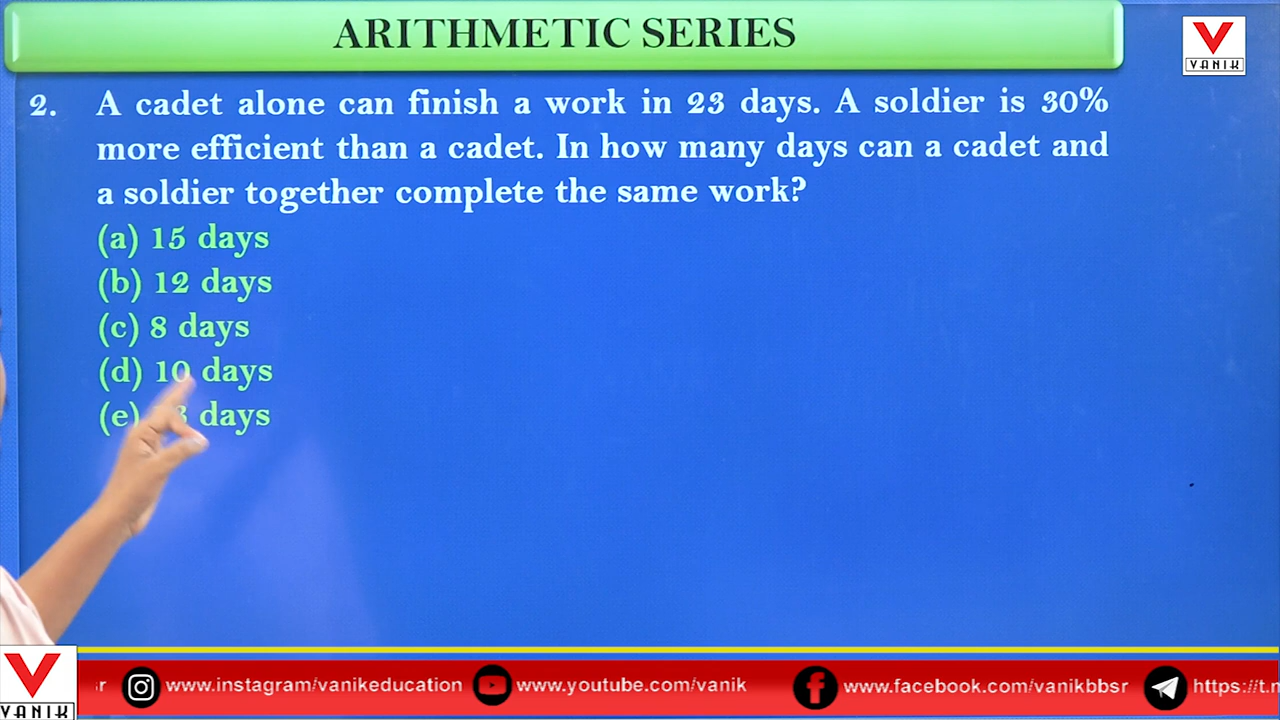 ARITHMETIC SERIES
VANIK
2. A cadet alone can finish a work in 23 days. A soldier is 30%
more efficient than a cadet. In how many days can a cadet and
a soldier together complete the same work?
(a) 15 days
(b) 12 days
(c) 8 days
(d) 10 days
(e) days
VANIK
www.instagram/vanikeducation
www.youtube.com/vanik
www.facebook.com/vanikbbsr